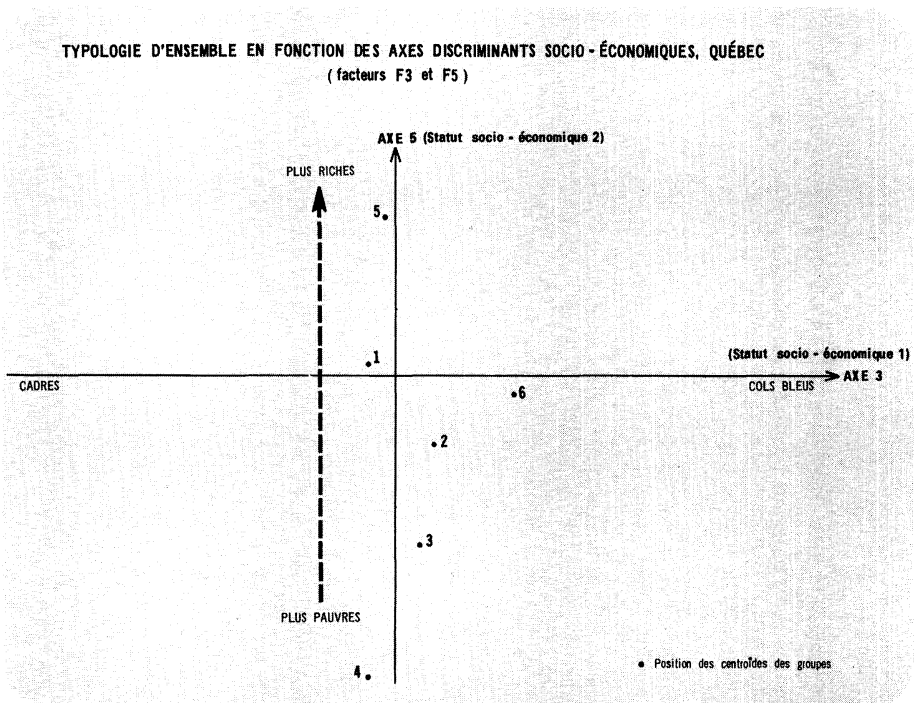 TYPOLOGIE D'ENSEMBLE EN FONCTION DES AXES DISCRIMINANTS SOCIO - ÉCONOMIQUES, QUÉBEC
( facteurs F3 et F5 )
AXE 5 (Statut socio - économique 2)
PLUS RICHES
5
1
(Statut socio - économique 1)
AXE 3
CADRES
COLS BLEUS
6
2
3
PLUS PAUVRES
4
• Position des centroïdes des groupes